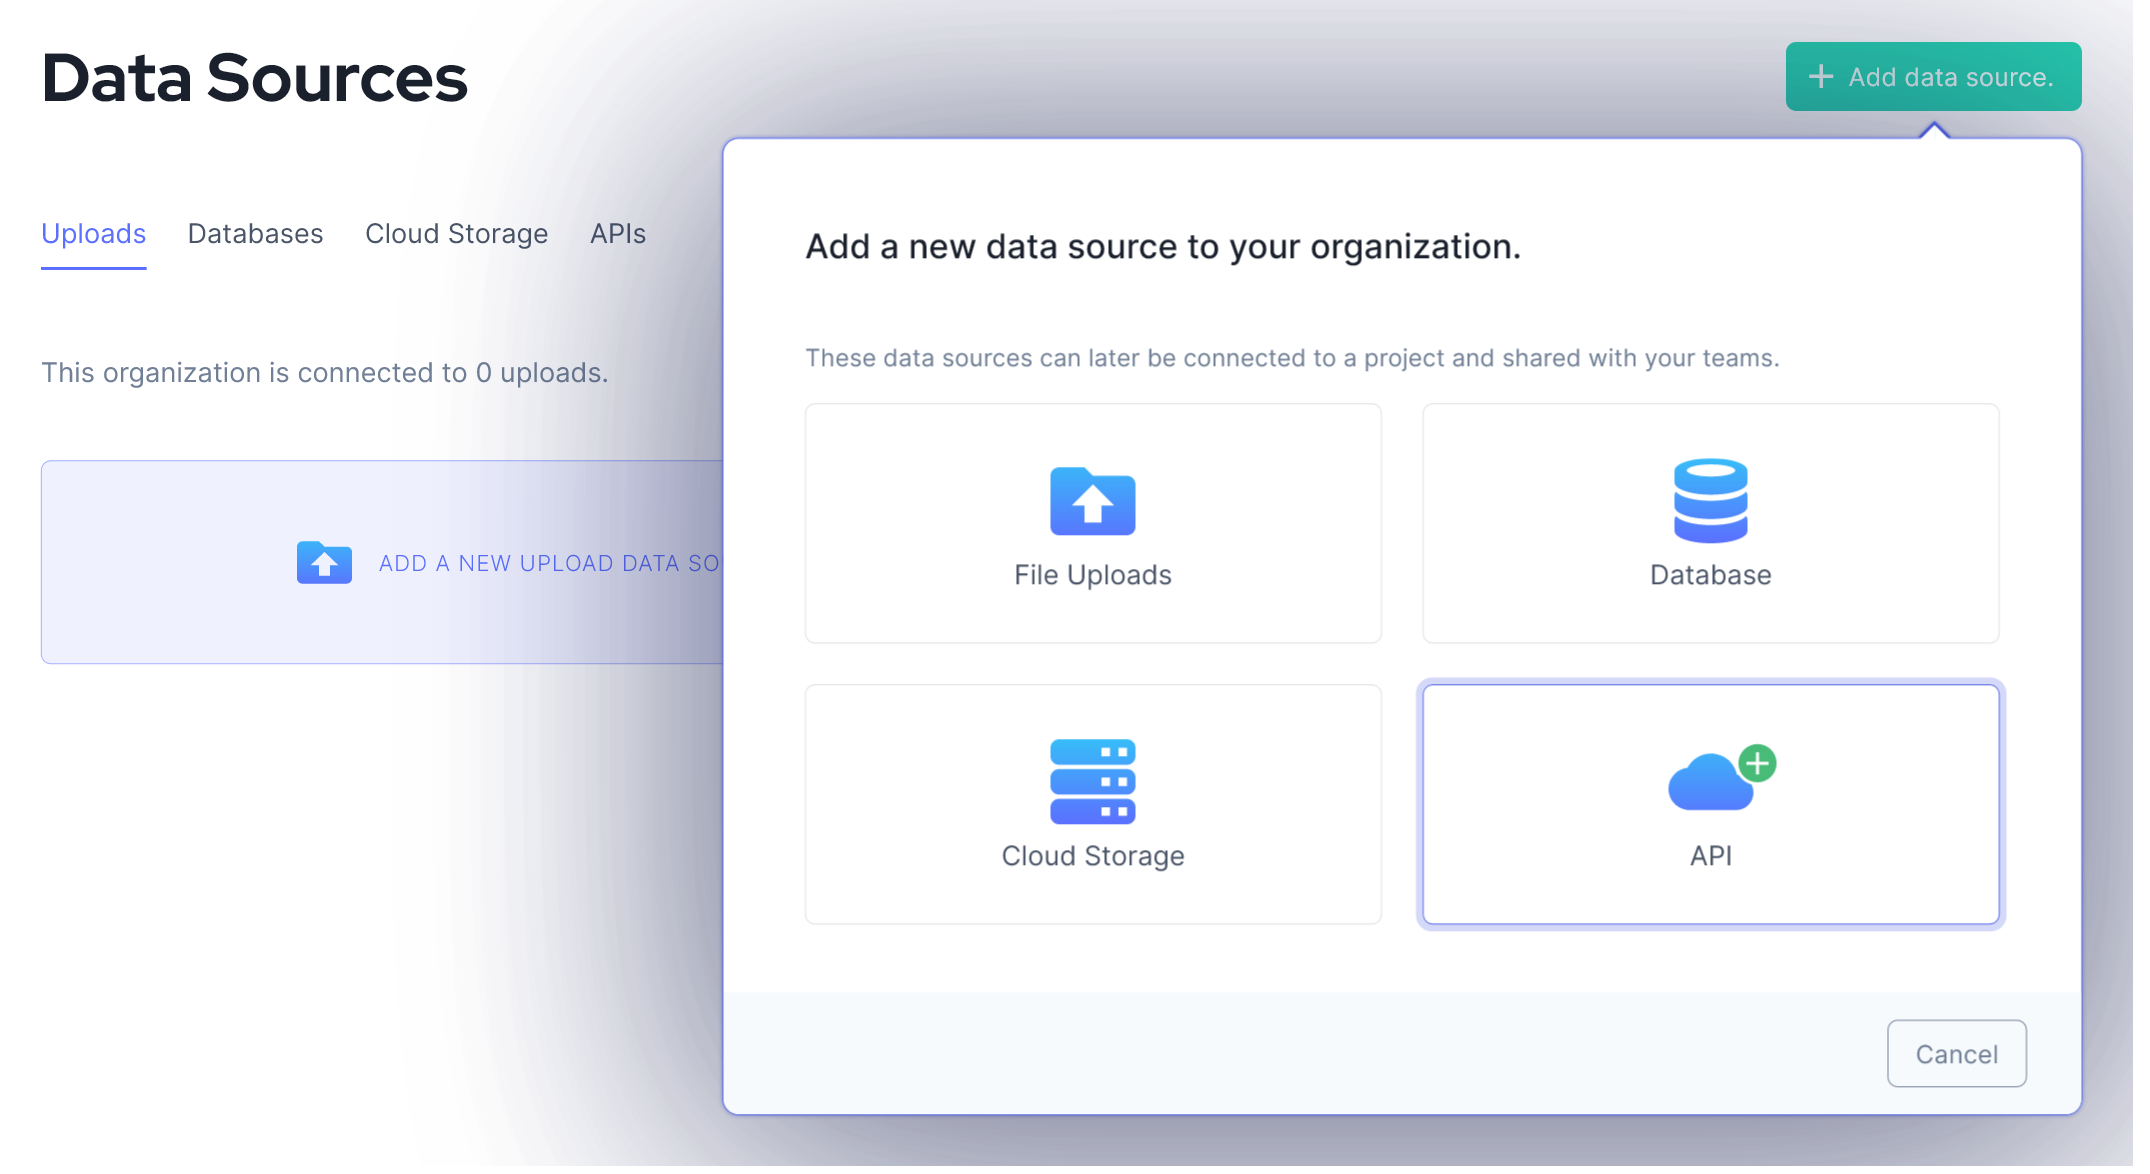 Data Sources
Add data source.
Uploads Databases Cloud Storage APIs
This organization is connected to 0 uploads.
ADD A NEW UPLOAD DATA
Add a new data source to your organization.
These data sources can later be connected to a project and shared with your teams.
File Uploads
Database
Cloud Storage
API
Cancel